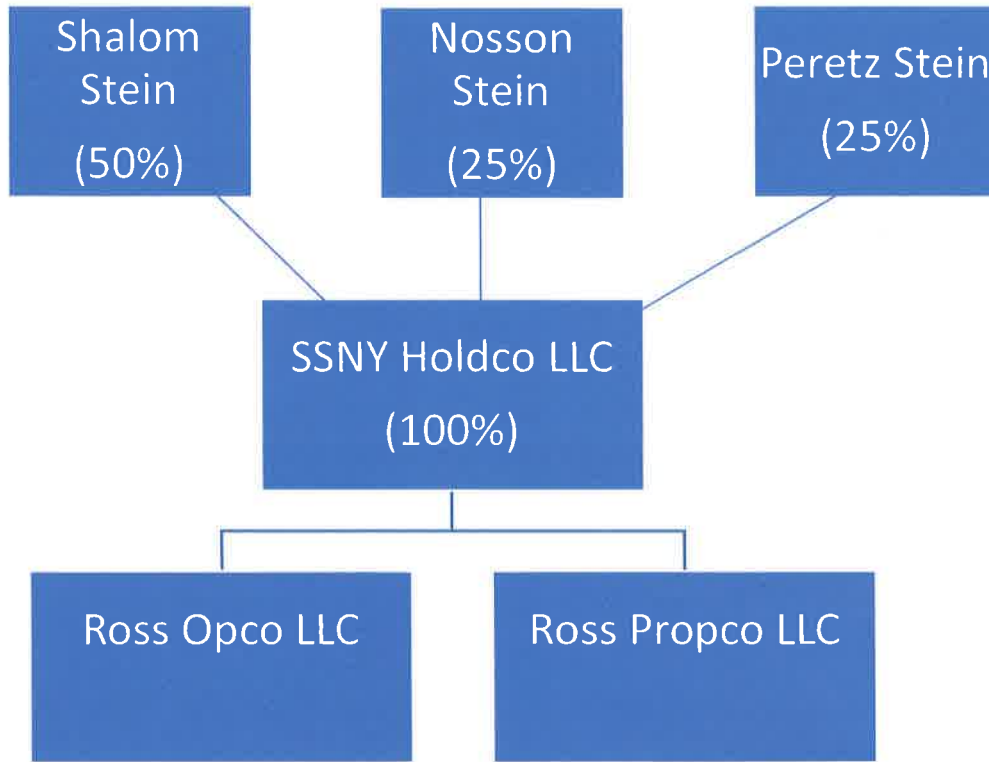 Shalom
Stein
(50%)
Nosson
Stein
(25%)
Peretz Stein
(25%)
SSNY Holdco LLC
(100%)
Ross Opco LLC
Ross Propco LLC